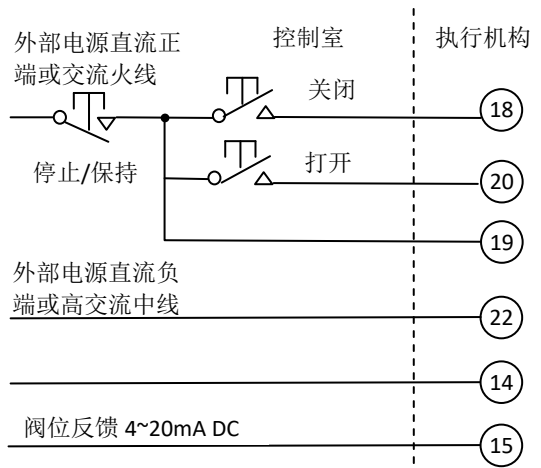 外部电源直流正
端或交流火线
控制室
执行机构
关闭
18
停止/保持
打开
20
19
外部电源直流负
端或高交流中线
22
14
阀位反馈 4~20mA DC
15